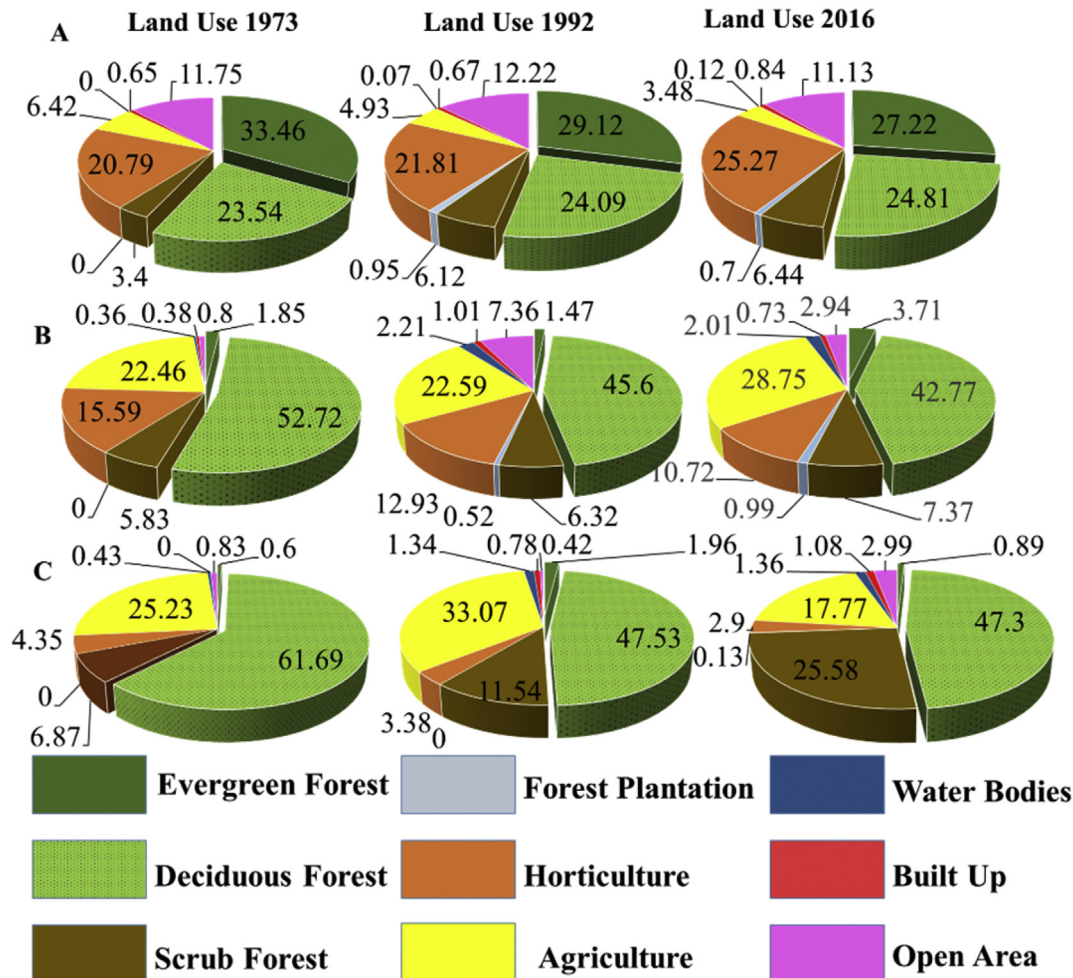 A
Land Use 1973
Land Use 1992
Land Use 2016
0 0.65 11.75
6.42
33.46
20.79
23.54
0
3.4
0.07 0.67 12.22
4.93
29.12
21.81
24.09
0.95 6.12
0.12 0.84 11.13
3.48
27.22
25.27
24.81
0.7 6.44
B
0.36 0.38 0.8 1.85
22.46
15.59
52.72
0
5.83
2.21 1.01 7.36 1.47
22.59
45.6
12.93
0.52 6.32
2.01 0.73 2.94 3.71
28.75
42.77
10.72
0.99 7.37
C
0.43 0 0.83 0.6
25.23
4.35
61.69
0
6.87
1.34 0.78 0.42 1.96
33.07
47.53
11.54
3.38 0
1.36 1.08 2.99 0.89
17.77
2.9
47.3
0.13
25.58
Evergreen Forest
Forest Plantation
Water Bodies
Deciduous Forest
Horticulture
Built Up
Scrub Forest
Agriculture
Open Area